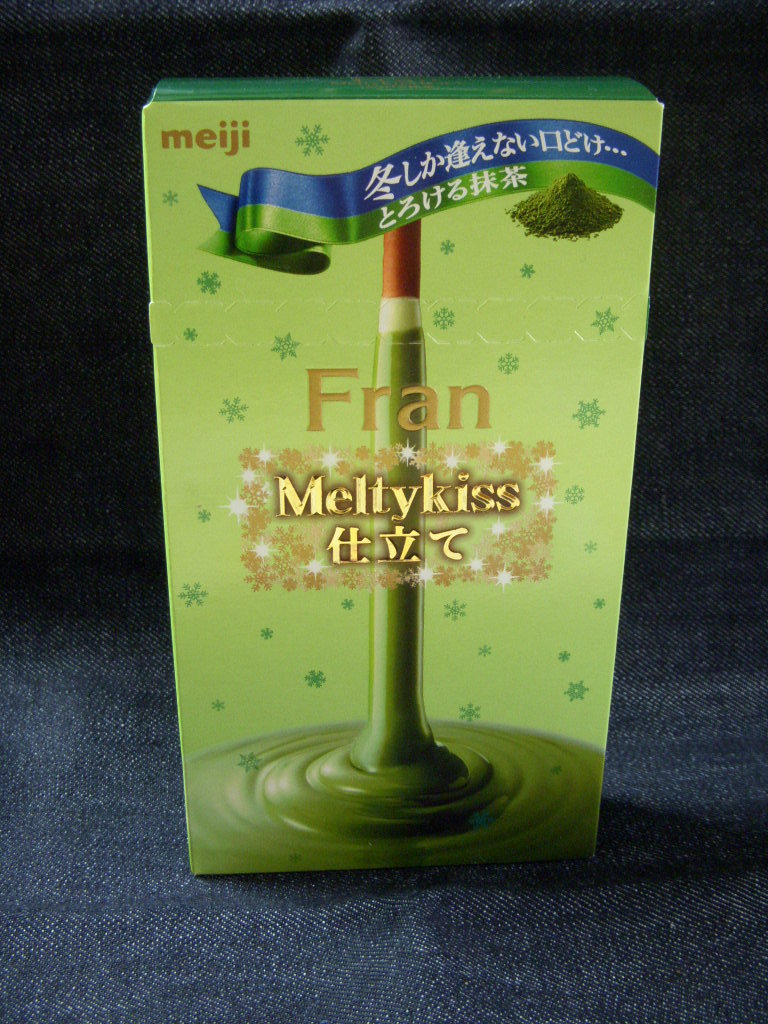 meiji
冬しか逢えない口どけ…
とろける抹茶
Fran
Meltykiss
仕立て